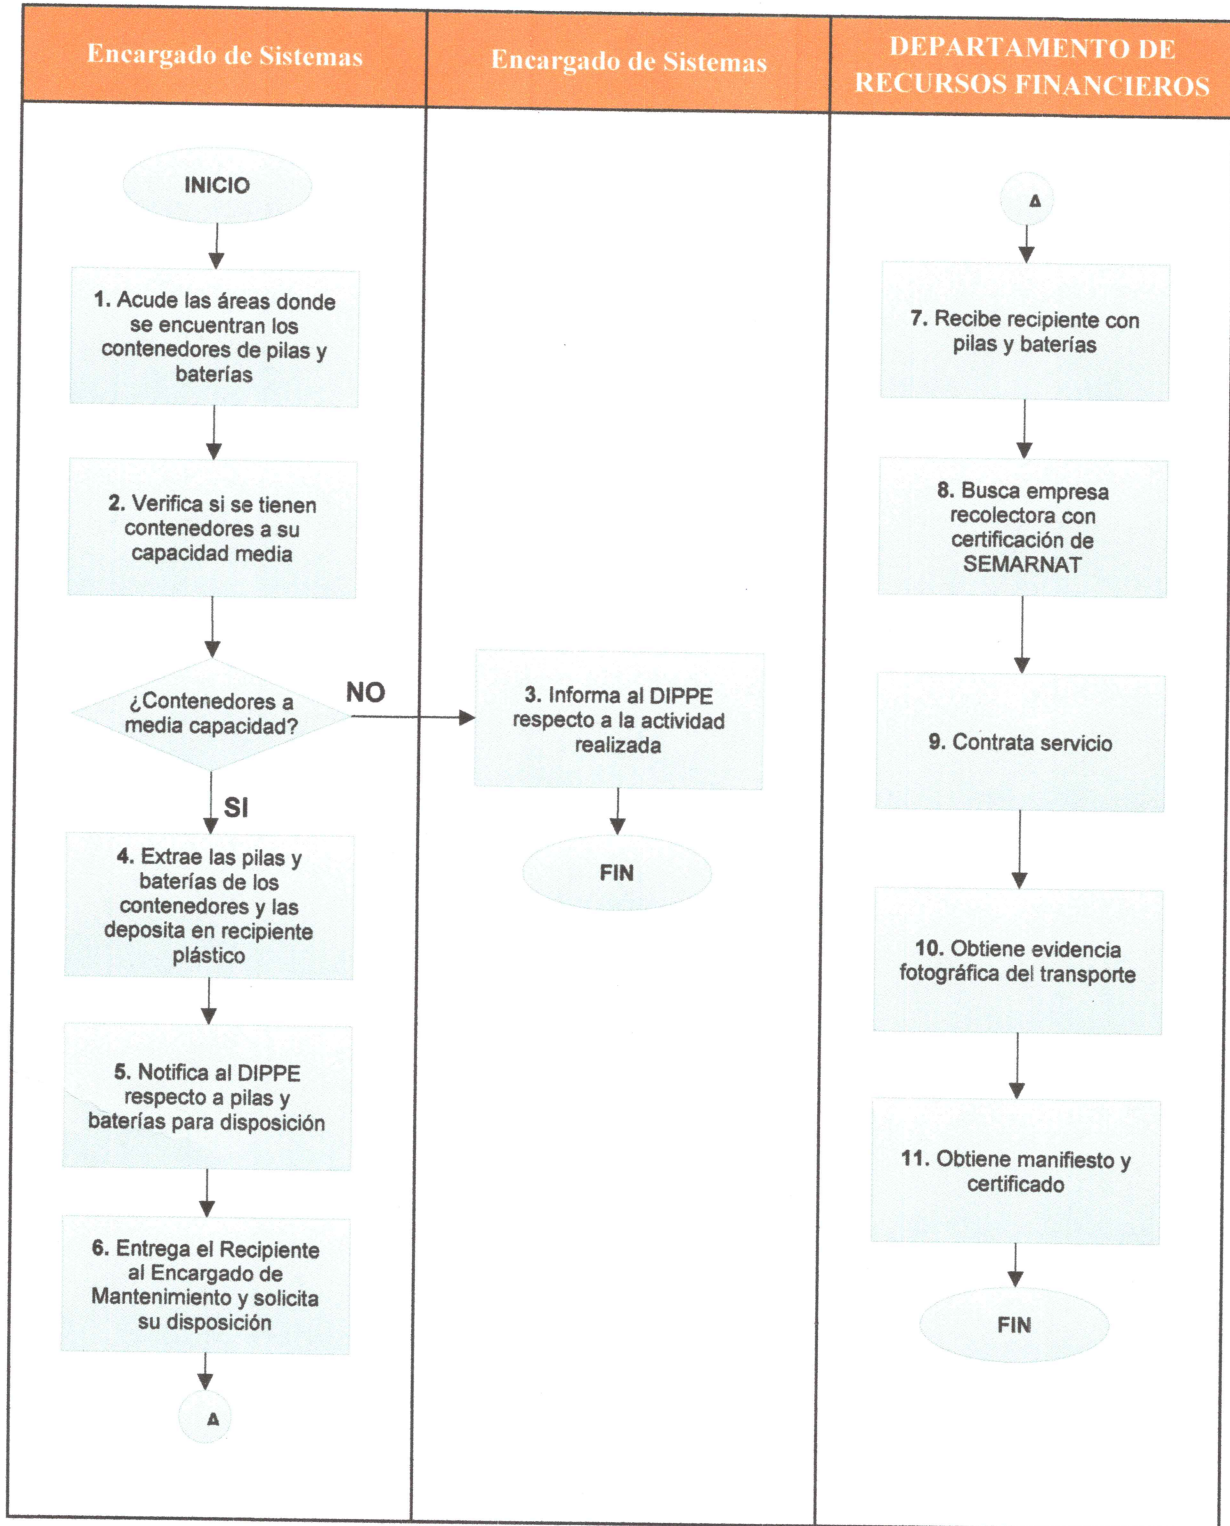 Encargado de Sistemas
Encargado de Sistemas
DEPARTAMENTO DE
RECURSOS FINANCIEROS
INICIO
1. Acude las áreas donde
se encuentran los
contenedores de pilas y
baterías
2. Verifica si se tienen
contenedores a su
capacidad media
¿Contenedores a
media capacidad?
NO
SI
3. Informa al DIPPE
respecto a la actividad
realizada
FIN
4. Extrae las pilas y
baterías de los
contenedores y las
deposita en recipiente
plástico
5. Notifica al DIPPE
respecto a pilas y
baterías para disposición
6. Entrega el Recipiente
al Encargado de
Mantenimiento y solicita
su disposición
A
A
7. Recibe recipiente con
pilas y baterías
8. Busca empresa
recolectora con
certificación de
SEMARNAT
9. Contrata servicio
10. Obtiene evidencia
fotográfica del transporte
11. Obtiene manifiesto y
certificado
FIN